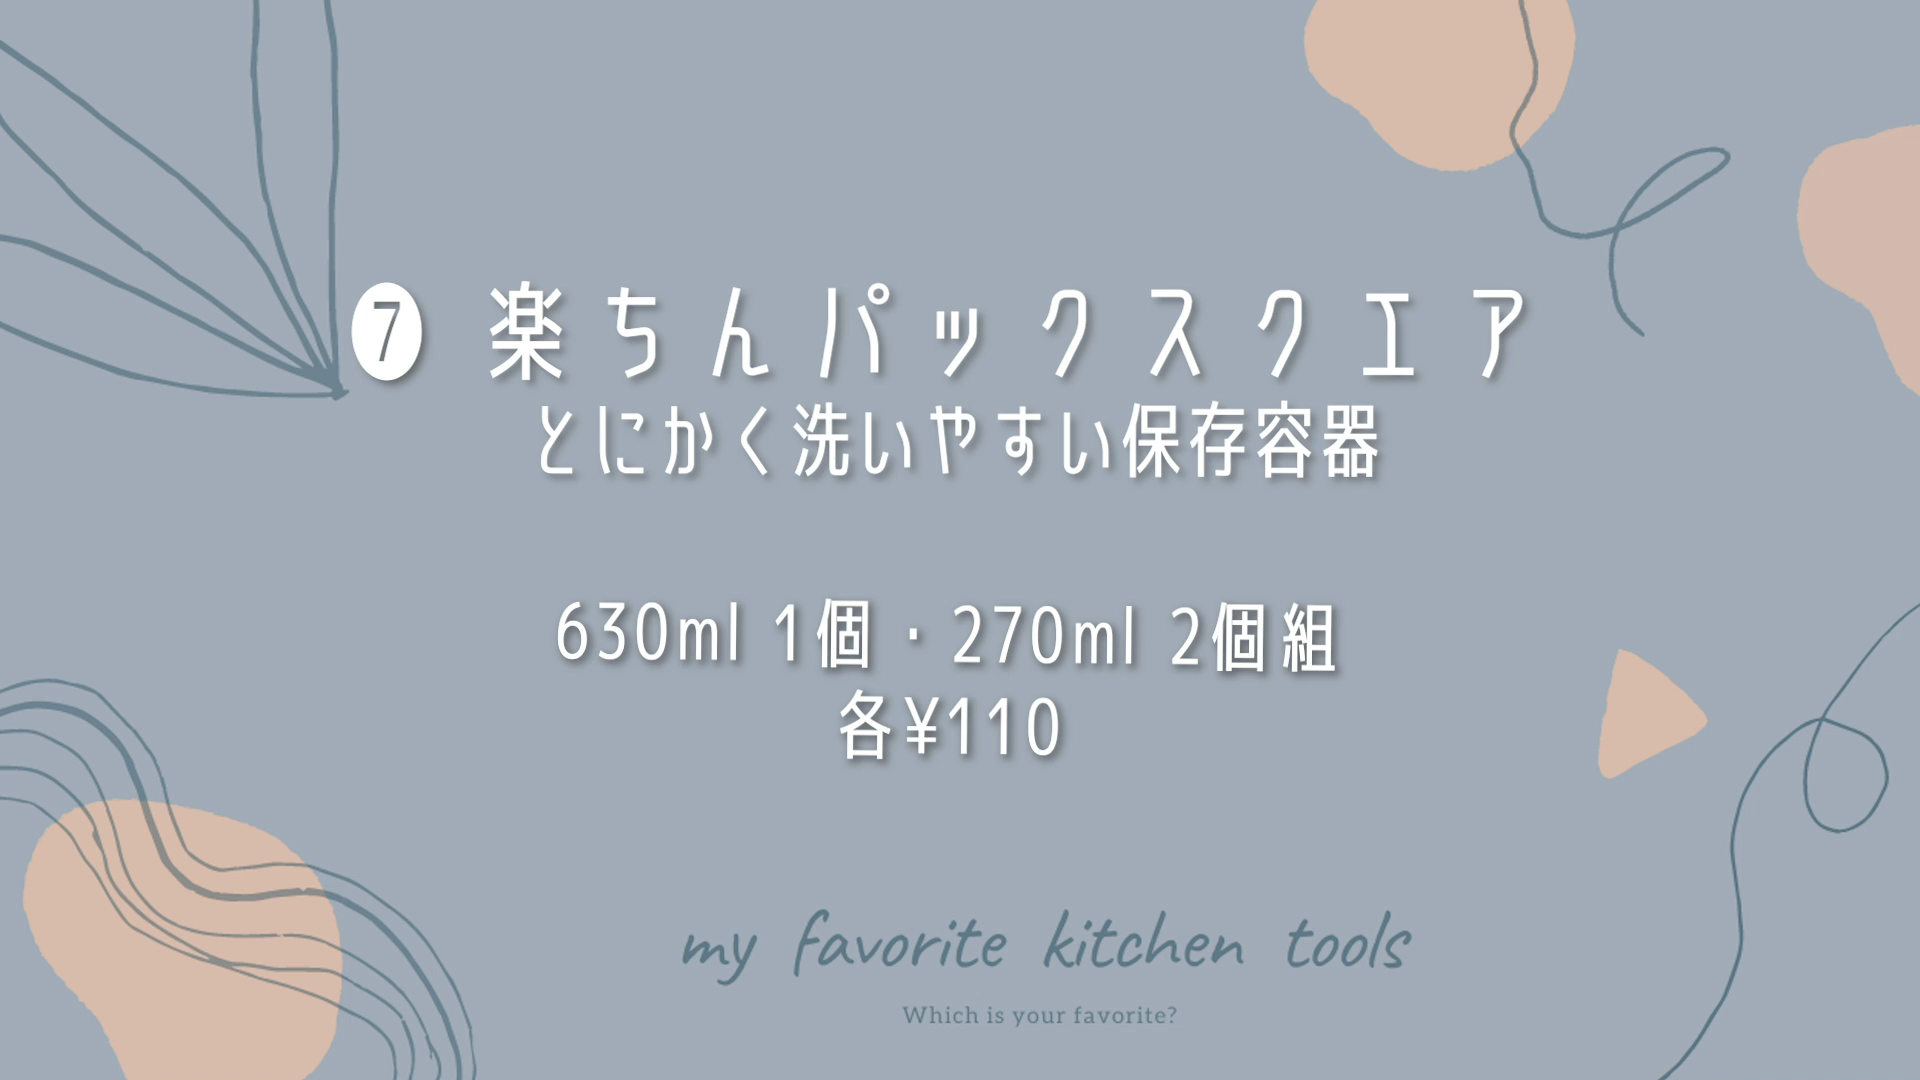 ❼ 楽ちんパックスクエア
とにかく洗いやすい保存容器
630ml 1個・270ml 2個組
各¥110
my favorite kitchen tools
Which is your favorite?